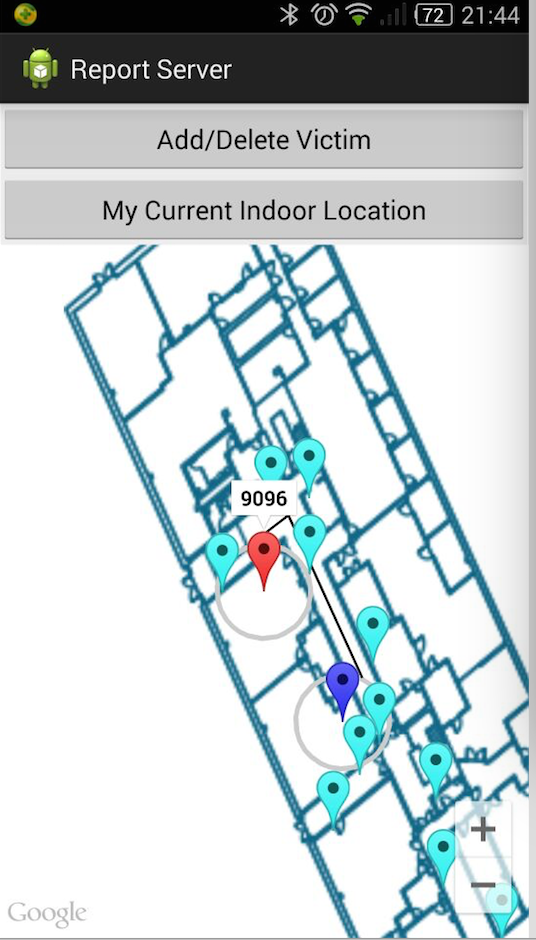 72 21:44
Report Server
Add/Delete Victim
My Current Indoor Location
9096
+
−
Google